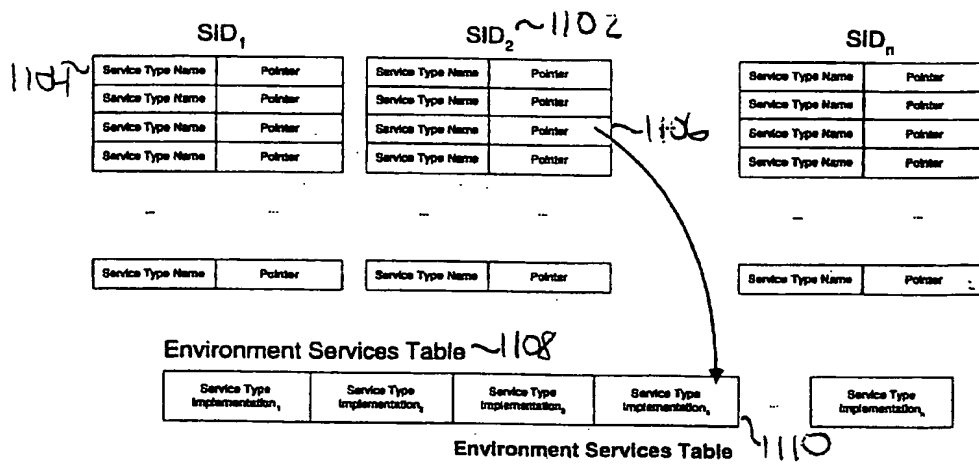 SID1 SID2 ~1102 SIDn
1104~ Service Type Name Pointer Service Type Name Pointer Service Type Name Pointer
Service Type Name Pointer Service Type Name Pointer Service Type Name Pointer
Service Type Name Pointer Service Type Name Pointer ~1106 Service Type Name Pointer
Service Type Name Pointer Service Type Name Pointer Service Type Name Pointer
... ... ... ... ... ...
Service Type Name Pointer Service Type Name Pointer Service Type Name Pointer
Environment Services Table ~1108
Service Type Service Type Service Type Service Type Service Type
Implementation1 Implementation2 Implementation3 Implementation ... Implementation
Environment Services Table ~1110